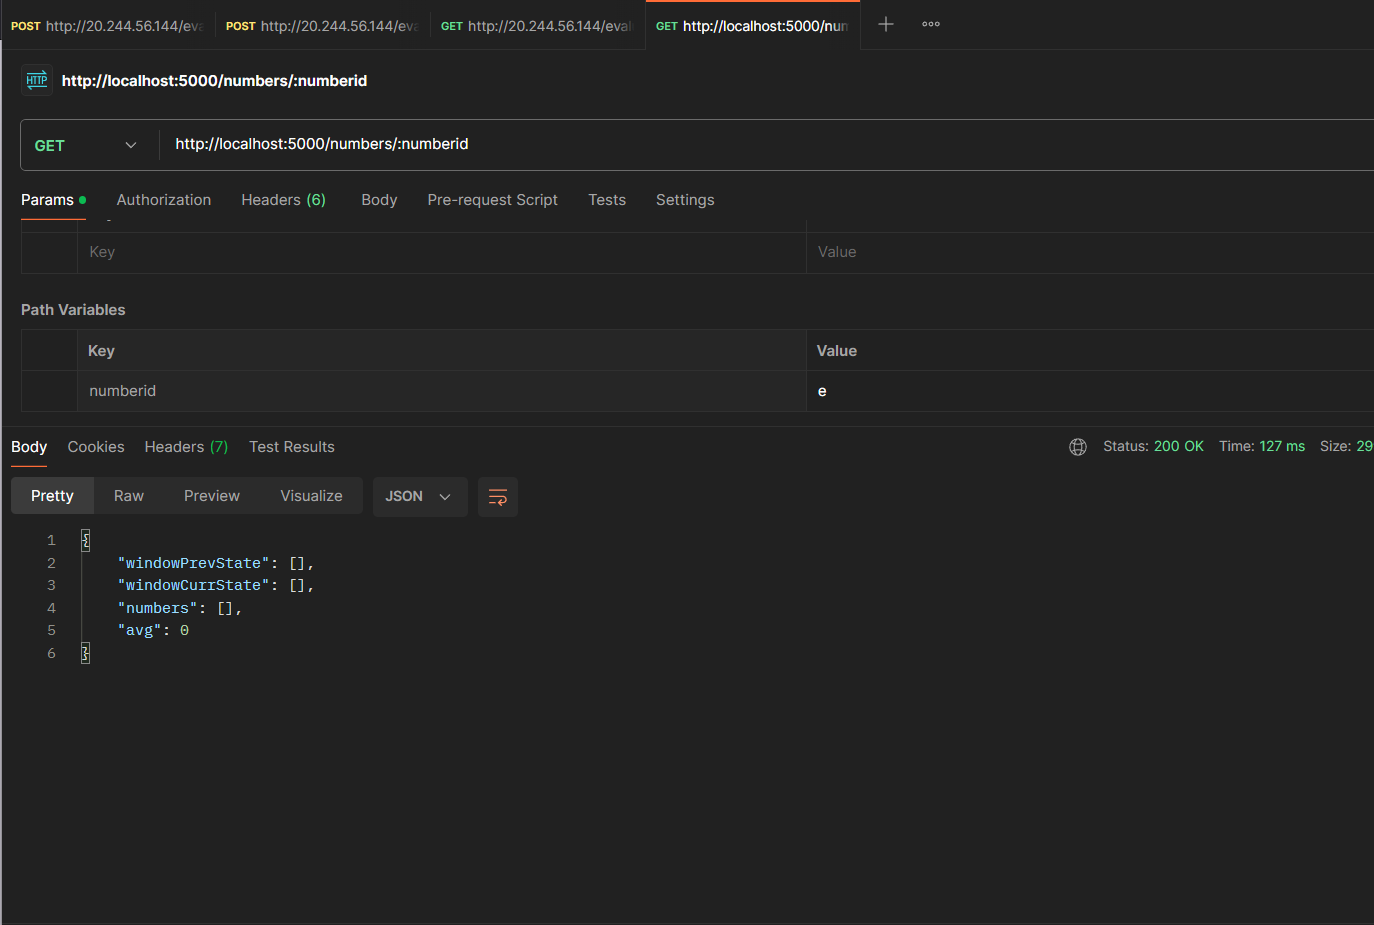 POST http://20.244.56.144/eva POST http://20.244.56.144/eva GET http://20.244.56.144/eval GET http://localhost:5000/num
HTTP http://localhost:5000/numbers/:numberid
GET http://localhost:5000/numbers/:numberid
Params Authorization Headers (6) Body Pre-request Script Tests Settings
Key Value
Path Variables
Key Value
numberid e
Body Cookies Headers (7) Test Results Status: 200 OK Time: 127 ms Size: 29
Pretty Raw Preview Visualize JSON
1 {
2 "windowPrevState": [],
3 "windowCurrState": [],
4 "numbers": [],
5 "avg": 0
6 }